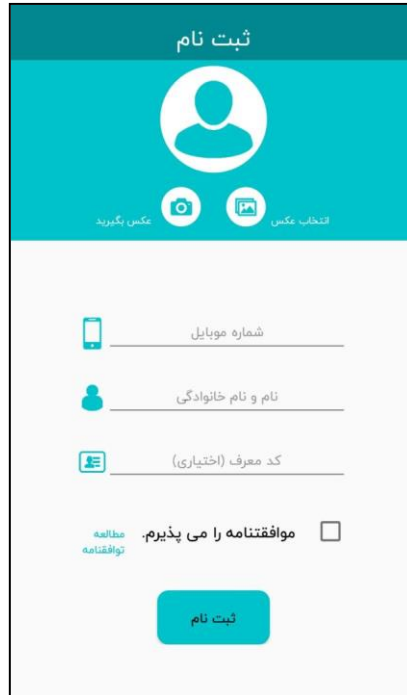 ثبت نام
انتخاب عکس
عکس بگیرید
شماره موبایل
نام و نام خانوادگی
کد معرف (اختیاری)
موافقتنامه را می پذیرم.
مطالعه
توافقنامه
ثبت نام